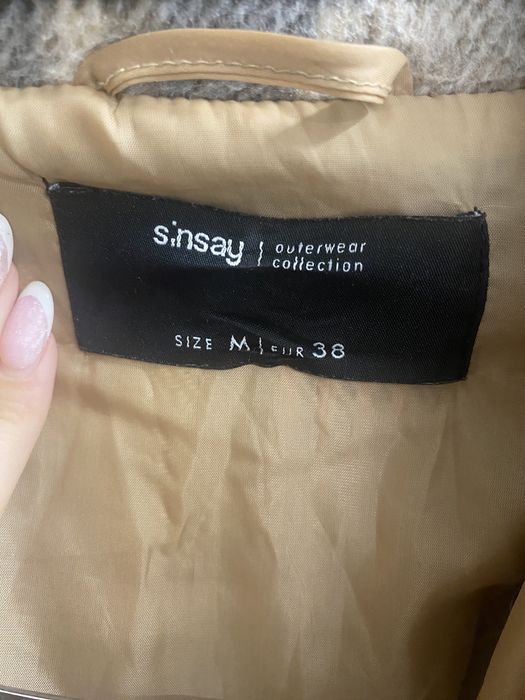 sinsay | outerwear
collection
SIZE M | EUR 38